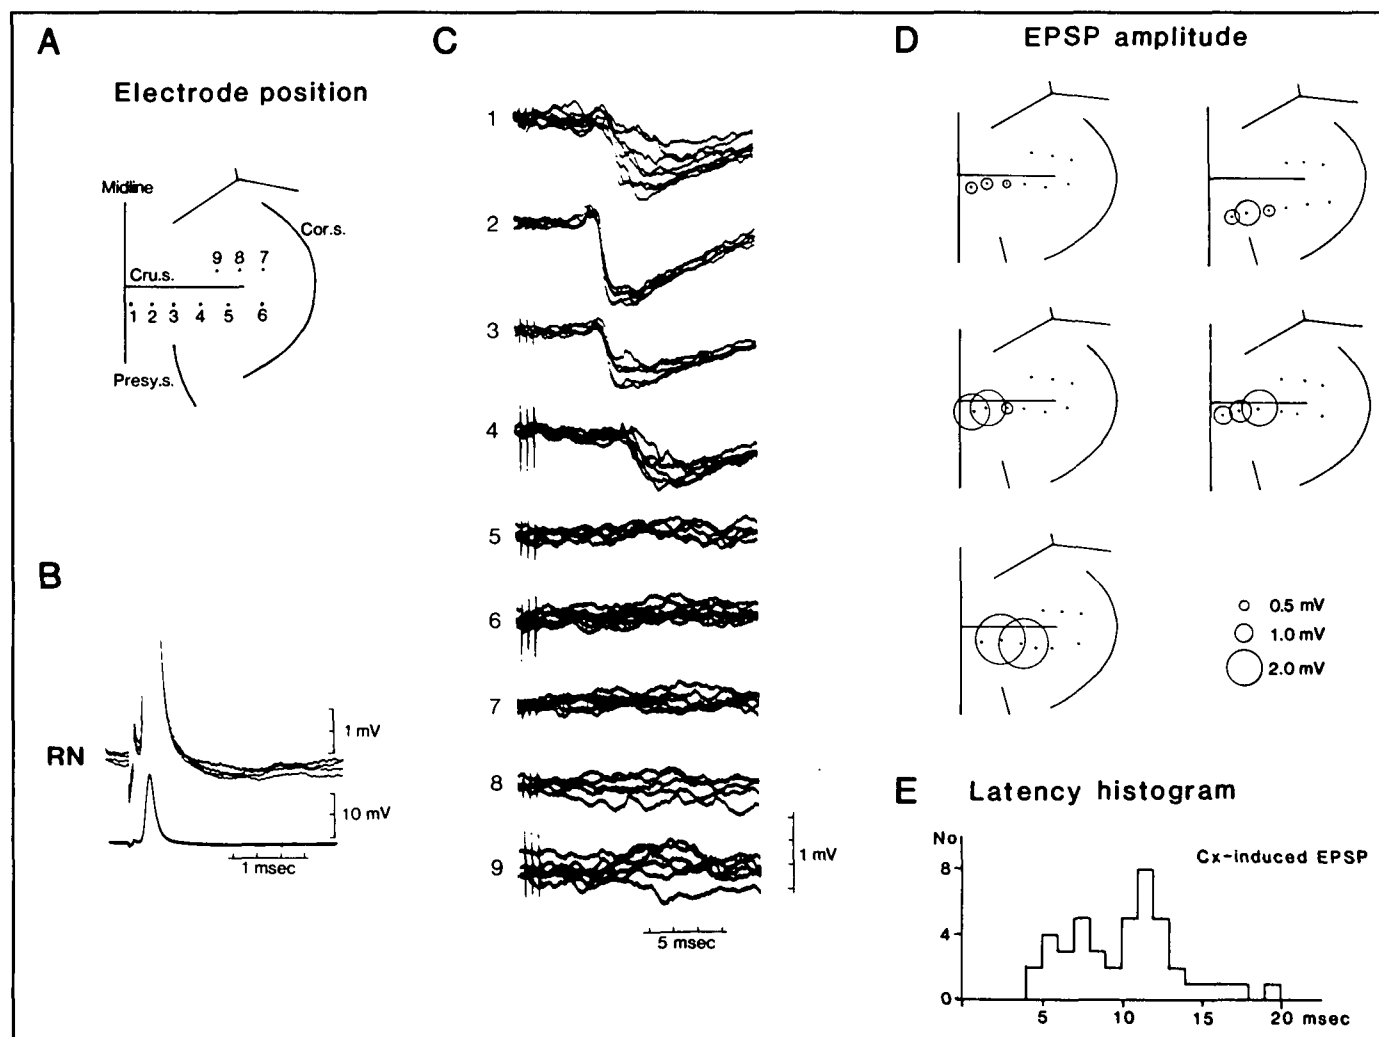 A
Electrode position
Midline
Cor.s.
9 8 7
Cru.s.
1 2 3 4 5 6
Presy.s.
B
RN
1 mV
10 mV
1 msec
C
1
2
3
4
5
6
7
8
9
1 mV
5 msec
D
EPSP amplitude
0.5 mV
1.0 mV
2.0 mV
E
Latency histogram
No
Cx-induced EPSP
8
4
0
5 10 15 20 msec